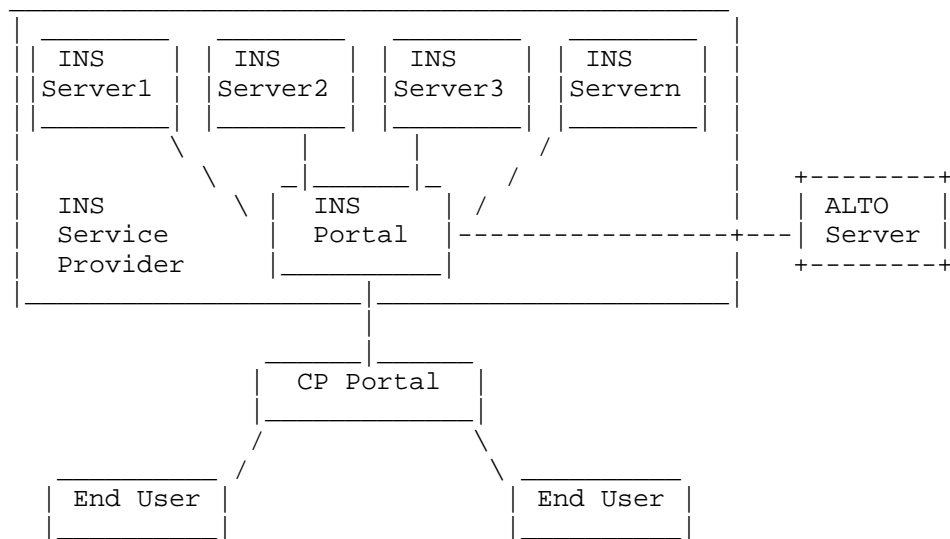 INS INS INS INS
Server1 Server2 Server3 Servern
INS INS ALTO
Service Portal Server
Provider
CP Portal
End User End User